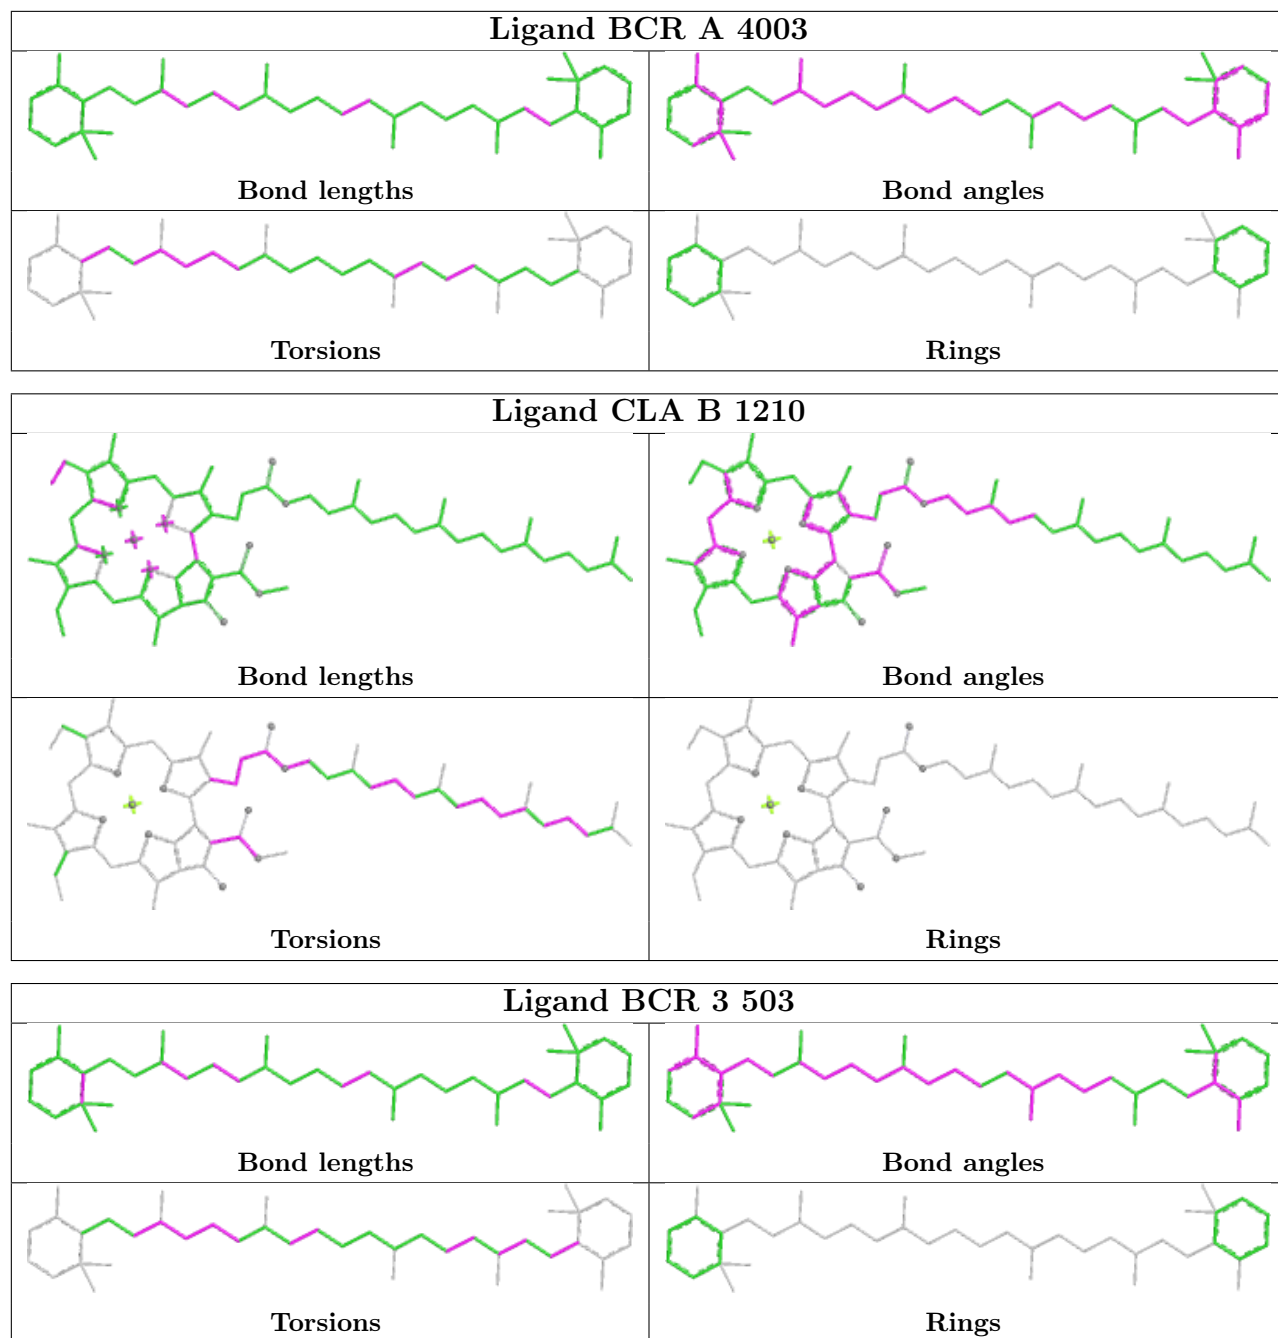 Ligand BCR A 4003
Bond lengths
Bond angles
Torsions
Rings
Ligand CLA B 1210
Bond lengths
Bond angles
Torsions
Rings
Ligand BCR 3 503
Bond lengths
Bond angles
Torsions
Rings